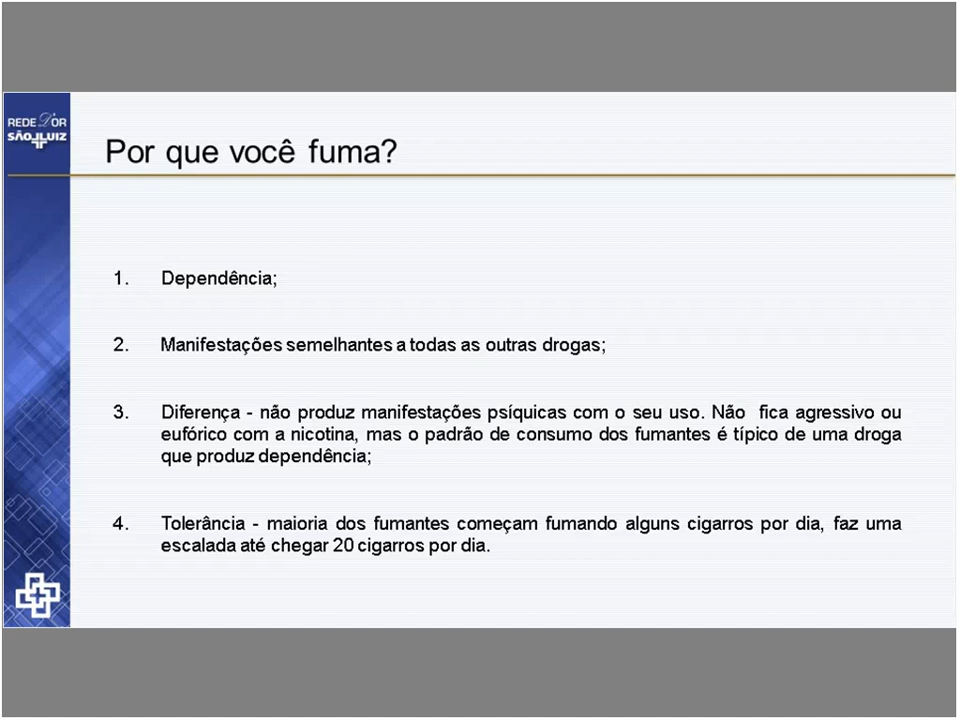 REDE D'OR
SÃO LUIZ
Por que você fuma?
1. Dependência;
2. Manifestações semelhantes a todas as outras drogas;
3. Diferença - não produz manifestações psíquicas com o seu uso. Não fica agressivo ou
eufórico com a nicotina, mas o padrão de consumo dos fumantes é típico de uma droga
que produz dependência;
4. Tolerância - maioria dos fumantes começam fumando alguns cigarros por dia, faz uma
escalada até chegar 20 cigarros por dia.